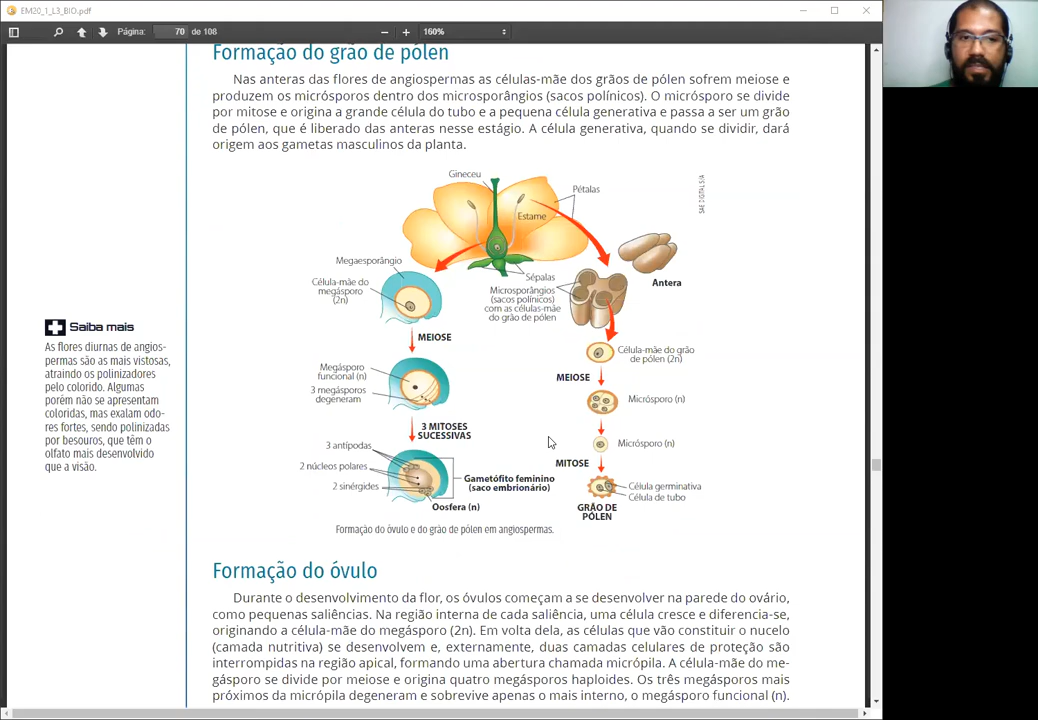 EM20_1_L3_BIO.pdf
Página: 70 de 108
160%
Formação do grão de pólen
Nas anteras das flores de angiospermas as células-mãe dos grãos de pólen sofrem meiose e
produzem os micrósporos dentro dos microsporângios (sacos polínicos). O micrósporo se divide
por mitose e origina a grande célula do tubo e a pequena célula generativa e passa a ser um grão
de pólen, que é liberado das anteras nesse estágio. A célula generativa, quando se dividir, dará
origem aos gametas masculinos da planta.
Gineceu
Pétalas
Estame
SAE DIGITAL S/A
Megaesporângio
Célula-mãe do
megásporo
(2n)
Sépalas
Microsporângios
(sacos polínicos)
com as células-mãe
do grão de pólen
Antera
MEIOSE
Célula-mãe do grão
de pólen (2n)
Megásporo
funcional (n)
3 megásporos
degeneram
MEIOSE
Micrósporo (n)
3 MITOSES
SUCESSIVAS
Micrósporo (n)
3 antípodas
2 núcleos polares
2 sinérgides
MITOSE
Gametófito feminino
(saco embrionário)
Oosfera (n)
Célula germinativa
Célula de tubo
GRÃO DE
PÓLEN
Formação do óvulo e do grão de pólen em angiospermas.
Saiba mais
As flores diurnas de angios-
permas são as mais vistosas,
atraindo os polinizadores
pelo colorido. Algumas
porém não se apresentam
coloridas, mas exalam odo-
res fortes, sendo polinizadas
por besouros, que têm o
olfato mais desenvolvido
que a visão.
Formação do óvulo
Durante o desenvolvimento da flor, os óvulos começam a se desenvolver na parede do ovário,
como pequenas saliências. Na região interna de cada saliência, uma célula cresce e diferencia-se,
originando a célula-mãe do megásporo (2n). Em volta dela, as células que vão constituir o nucelo
(camada nutritiva) se desenvolvem e, externamente, duas camadas celulares de proteção são
interrompidas na região apical, formando uma abertura chamada micrópila. A célula-mãe do me-
gásporo se divide por meiose e origina quatro megásporos haploides. Os três megásporos mais
próximos da micrópila degeneram e sobrevive apenas o mais interno, o megásporo funcional (n).